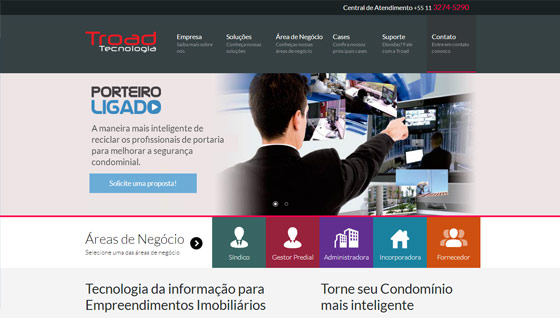 Central de Atendimento +55 11 3274-5290
Troad
Tecnologia
Empresa
Saiba mais sobre
nós
Soluções
Conheça nossas
soluções
Área de Negócio
Conheças nossas
áreas de negócio
Cases
Confira nossos
principais cases
Suporte
Dúvidas? Fale
com a Troad
Contato
Entre em contato
conosco
PORTEIRO
LIGADO
A maneira mais inteligente de
reciclar os profissionais de portaria
para melhorar a segurança
condominial.
Solicite uma proposta!
Áreas de Negócio
Selecione uma das áreas de negócio
Síndico
Gestor Predial
Administradora
Incorporadora
Fornecedor
Tecnologia da informação para
Empreendimentos Imobiliários
Torne seu Condomínio
mais inteligente